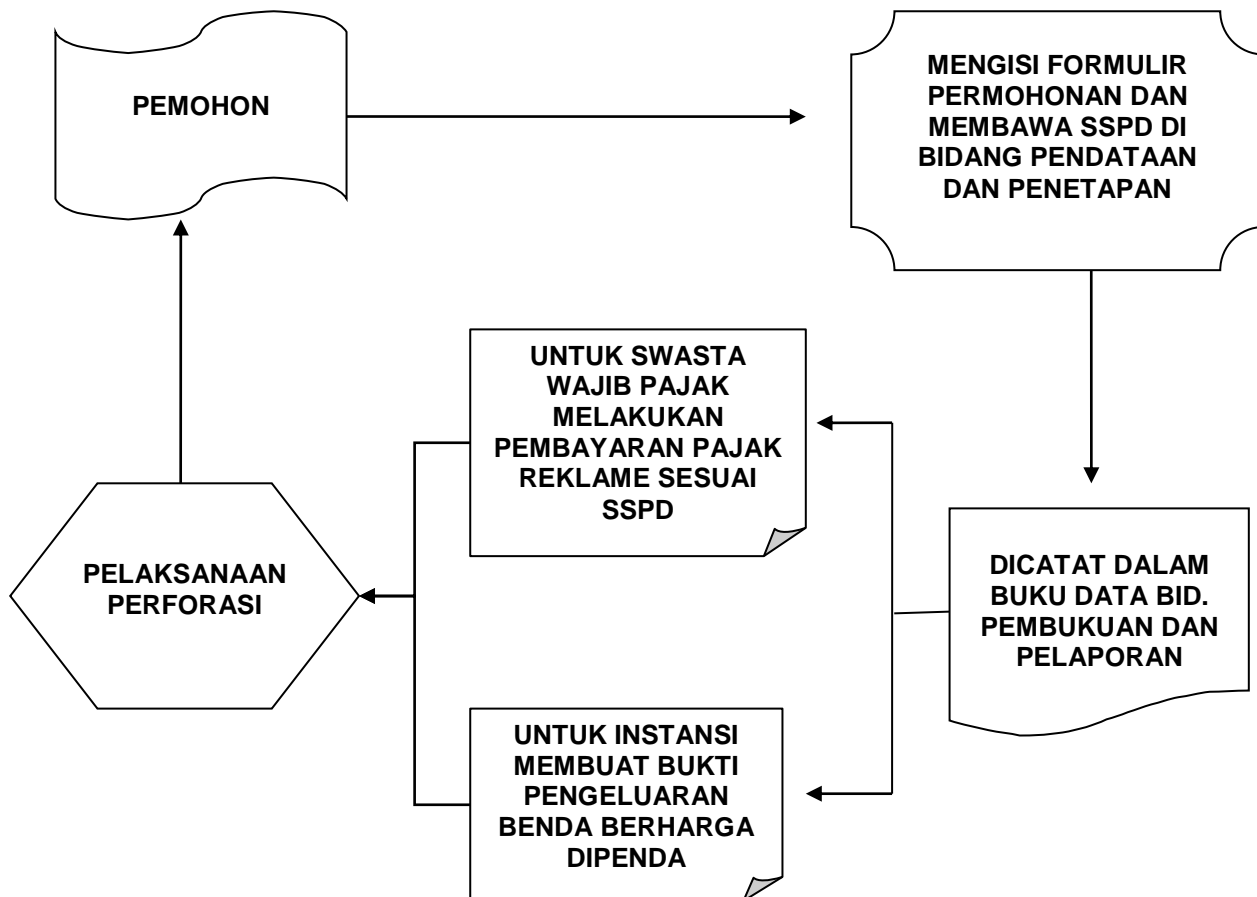 PEMOHON
MENGISI FORMULIR
PERMOHONAN DAN
MEMBAWA SSPD DI
BIDANG PENDATAAN
DAN PENETAPAN
UNTUK SWASTA
WAJIB PAJAK
MELAKUKAN
PEMBAYARAN PAJAK
REKLAME SESUAI
SSPD
PELAKSANAAN
PERFORASI
DICATAT DALAM
BUKU DATA BID.
PEMBUKUAN DAN
PELAPORAN
UNTUK INSTANSI
MEMBUAT BUKTI
PENGELUARAN
BENDA BERHARGA
DIPENDA